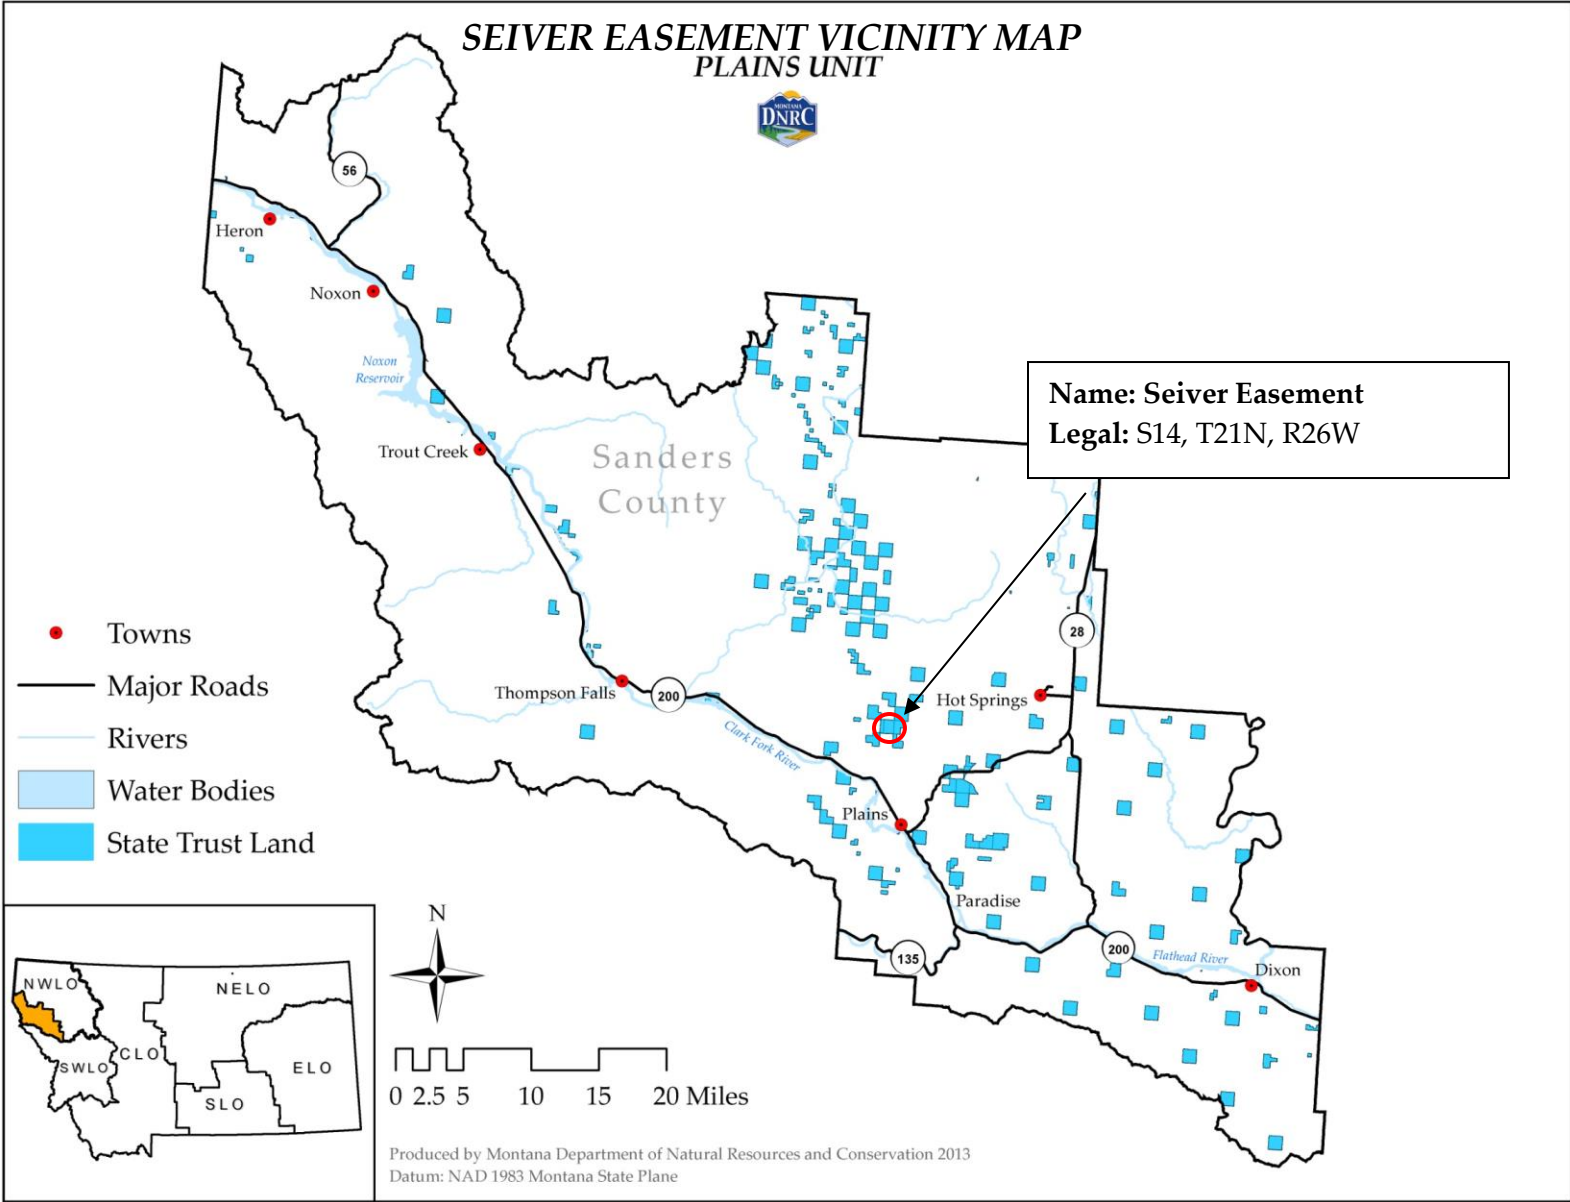 SEIVER EASEMENT VICINITY MAP
PLAINS UNIT
MONTANA
DNRC
56
Heron
Noxon
Noxon
Reservoir
Name: Seiver Easement
Legal: S14, T21N, R26W
Trout Creek
Sanders
County
28
Thompson Falls
200
Hot Springs
Clark Fork River
Plains
Paradise
135
200
Flathead River
Dixon
Towns
Major Roads
Rivers
Water Bodies
State Trust Land
NWLO
NELO
CLO
SWLO
ELO
SLO
N
0 2.5 5 10 15 20 Miles
Produced by Montana Department of Natural Resources and Conservation 2013
Datum: NAD 1983 Montana State Plane